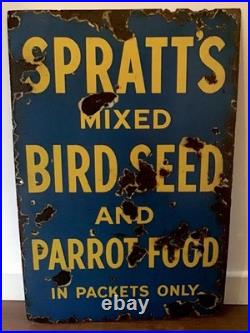 SPRATT'S
MIXED
BIRD SEED
AND
PARROT FOOD
IN PACKETS ONLY